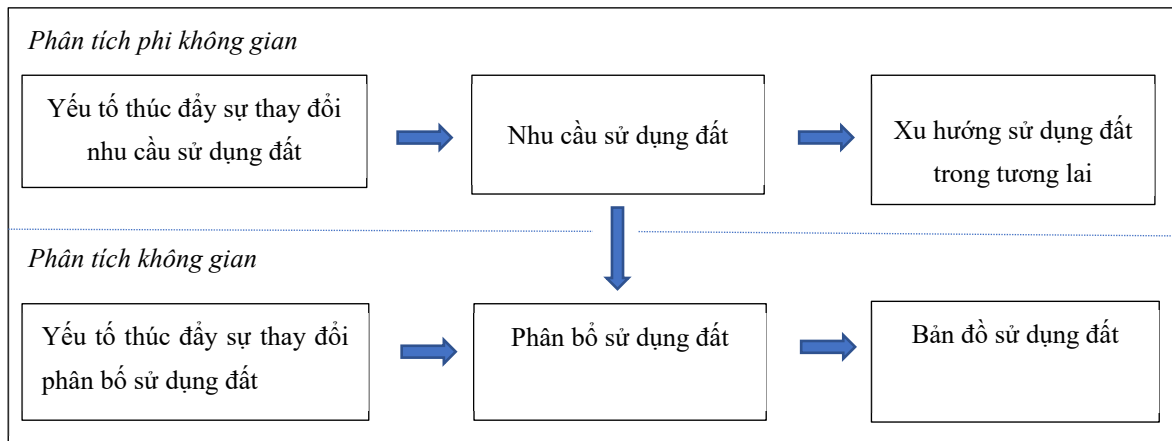 Phân tích phi không gian
Yếu tố thúc đẩy sự thay đổi
nhu cầu sử dụng đất
Nhu cầu sử dụng đất
Xu hướng sử dụng đất
trong tương lai
Phân tích không gian
Yếu tố thúc đẩy sự thay đổi
phân bố sử dụng đất
Phân bổ sử dụng đất
Bản đồ sử dụng đất